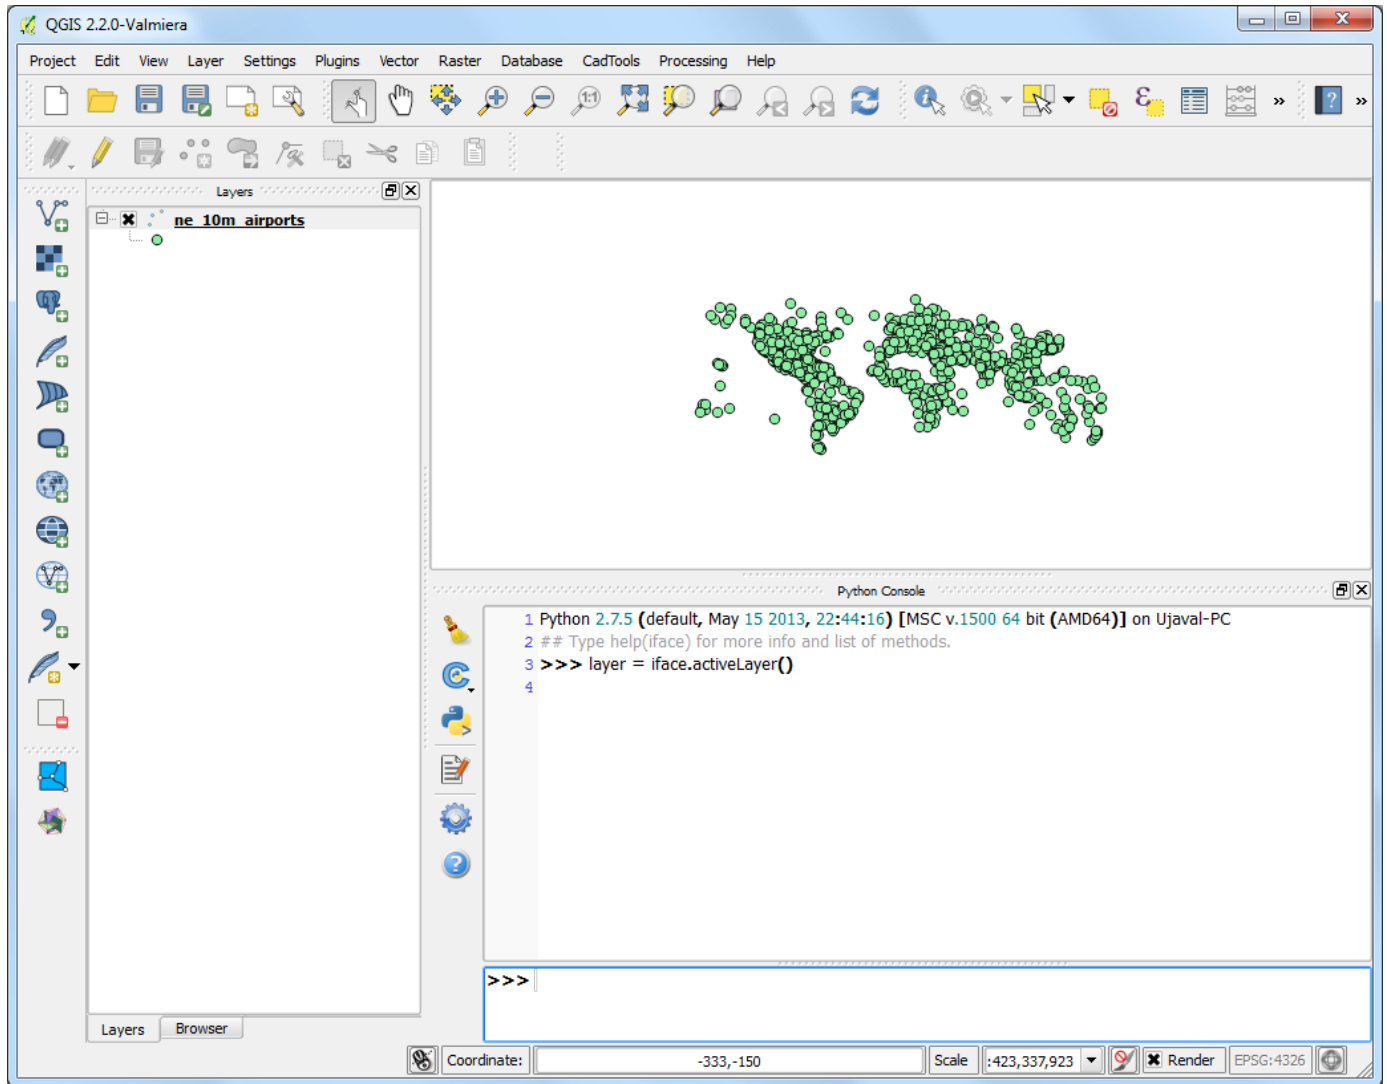 QGIS 2.2.0-Valmiera
Project Edit View Layer Settings Plugins Vector Raster Database CadTools Processing Help
1:1
Layers
ne_10m_airports
Python Console
1 Python 2.7.5 (default, May 15 2013, 22:44:16) [MSC v.1500 64 bit (AMD64)] on Ujaval-PC
2 ## Type help(iface) for more info and list of methods.
3 >>> layer = iface.activeLayer()
4
>>>
Layers Browser
Coordinate: -333,-150 Scale :423,337,923 Render EPSG:4326